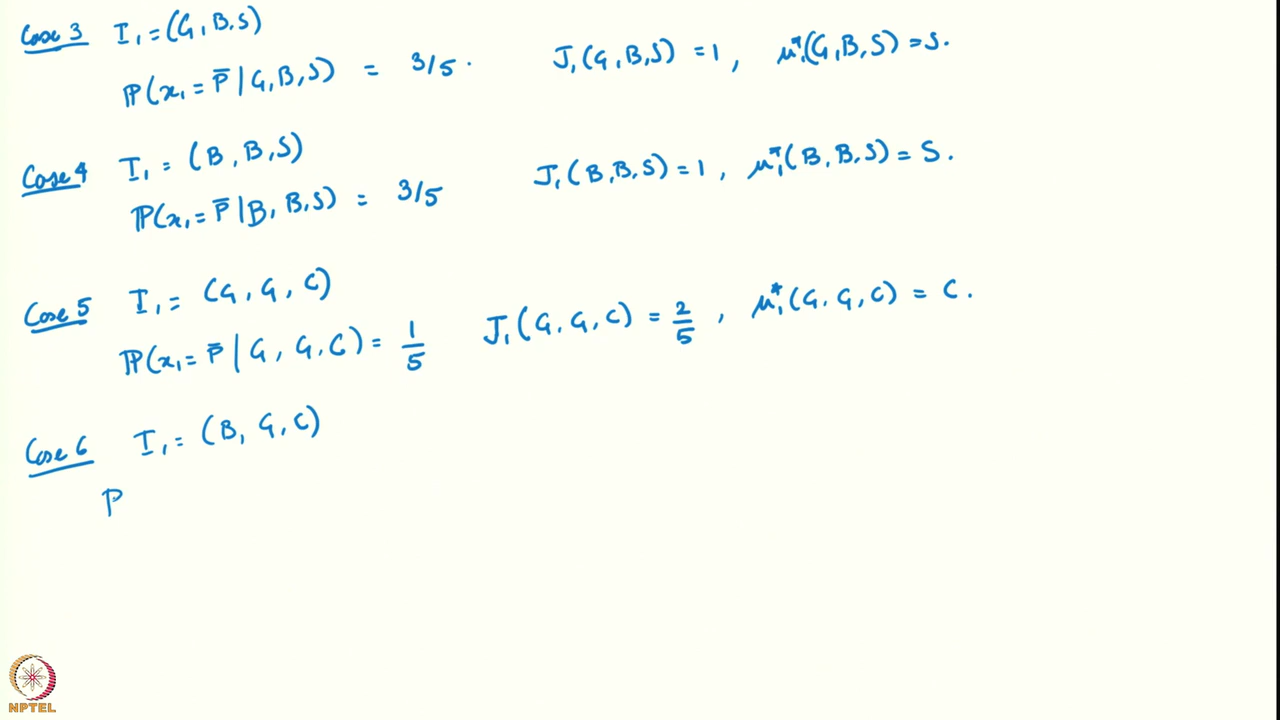 Case 3 I₁ = (G, B, S)
P(x₁ = P̅ | G, B, S) = 3/5. J₁(G, B, S) = 1, μ₁*(G, B, S) = S.
Case 4 I₁ = (B, B, S)
P(x₁ = P̅ | B, B, S) = 3/5 J₁(B, B, S) = 1, μ₁*(B, B, S) = S.
Case 5 I₁ = (G, G, C)
P(x₁ = P̅ | G, G, C) = 1/5 J₁(G, G, C) = 2/5, μ₁*(G, G, C) = C.
Case 6 I₁ = (B, G, C)
P
NPTEL